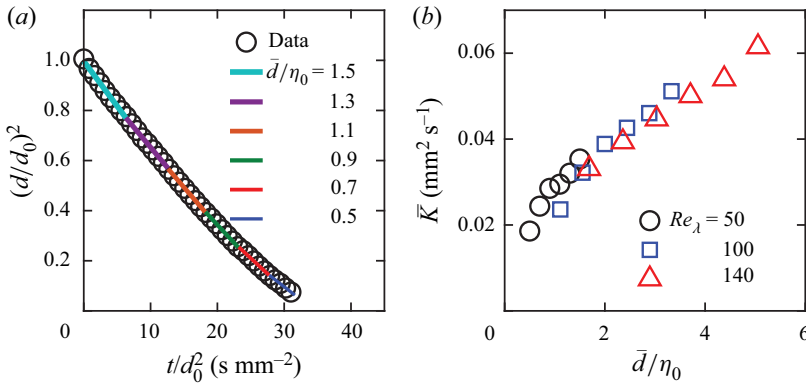 (a)
Data
d̄/η₀ = 1.5
1.3
1.1
0.9
0.7
0.5
1.0
0.8
0.6
0.4
0.2
0
10
20
30
40
(d/d₀)²
t/d₀² (s mm⁻²)
(b)
0.06
0.04
0.02
0
2
4
6
K̄ (mm² s⁻¹)
Re_λ = 50
100
140
d̄/η₀